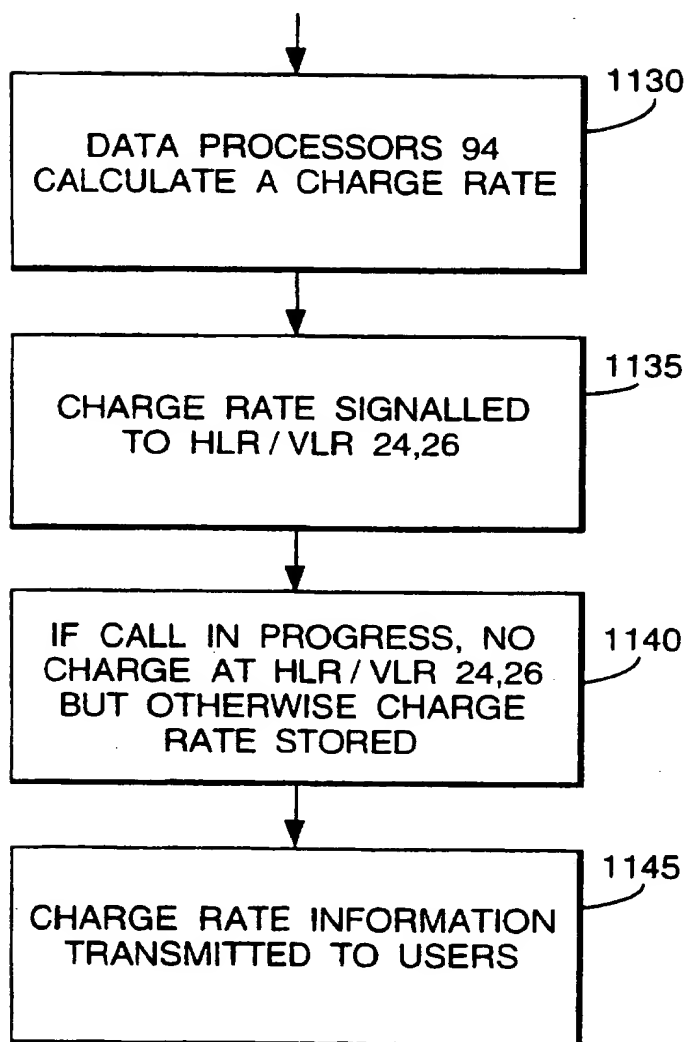 1130
DATA PROCESSORS 94
CALCULATE A CHARGE RATE
1135
CHARGE RATE SIGNALLED
TO HLR/VLR 24,26
1140
IF CALL IN PROGRESS, NO
CHARGE AT HLR/VLR 24,26
BUT OTHERWISE CHARGE
RATE STORED
1145
CHARGE RATE INFORMATION
TRANSMITTED TO USERS